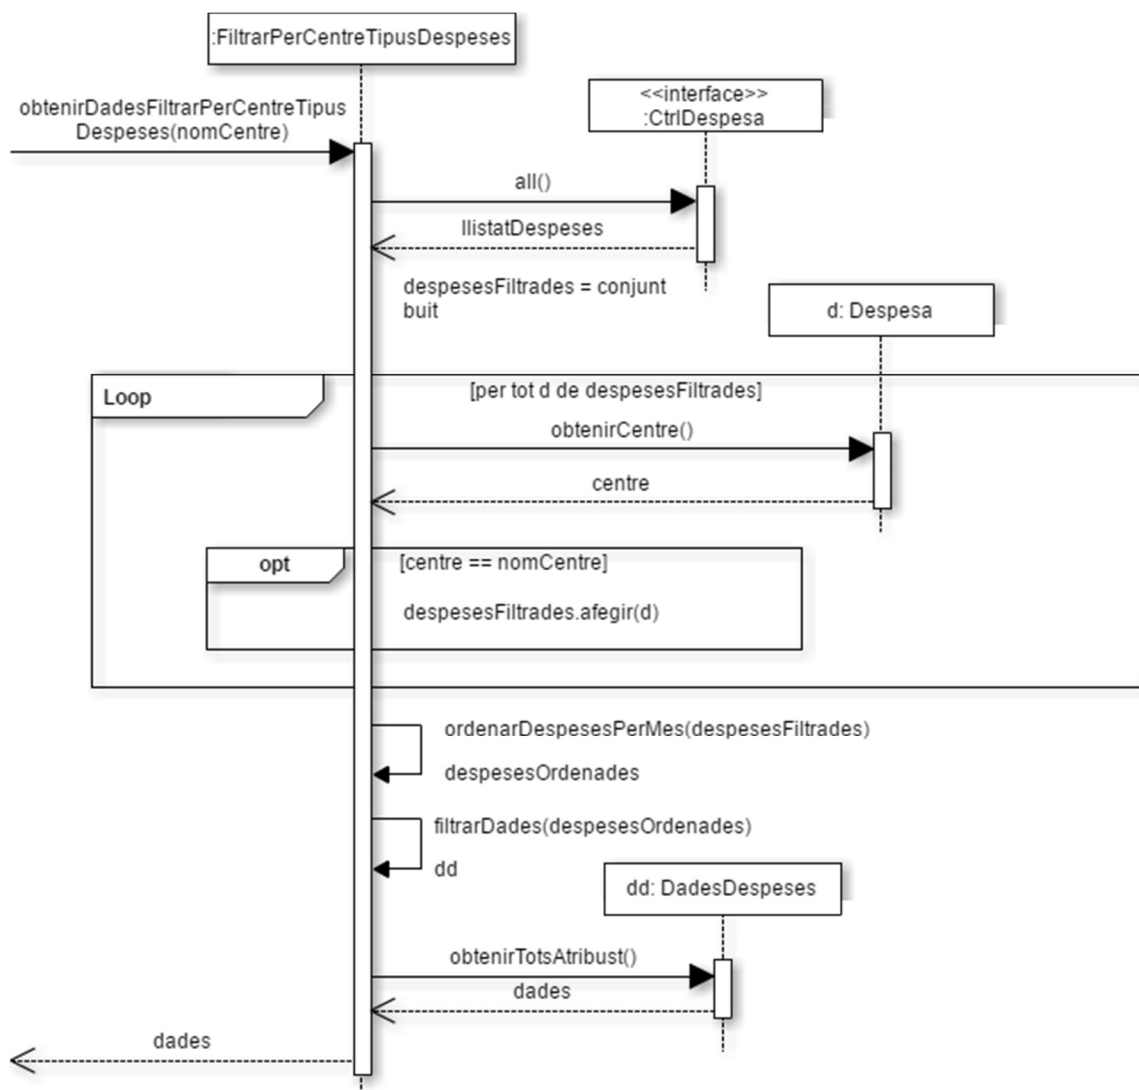 :FiltrarPerCentreTipusDespeses
<<interface>>
:CtrlDespesa
obtenirDadesFiltrarPerCentreTipus
Despeses(nomCentre)
all()
llistatDespeses
despesesFiltrades = conjunt
buit
d: Despesa
Loop
[per tot d de despesesFiltrades]
obtenirCentre()
centre
opt
[centre == nomCentre]
despesesFiltrades.afegir(d)
ordenarDespesesPerMes(despesesFiltrades)
despesesOrdenades
filtrarDades(despesesOrdenades)
dd
dd: DadesDespeses
obtenirTotsAtribust()
dades
dades